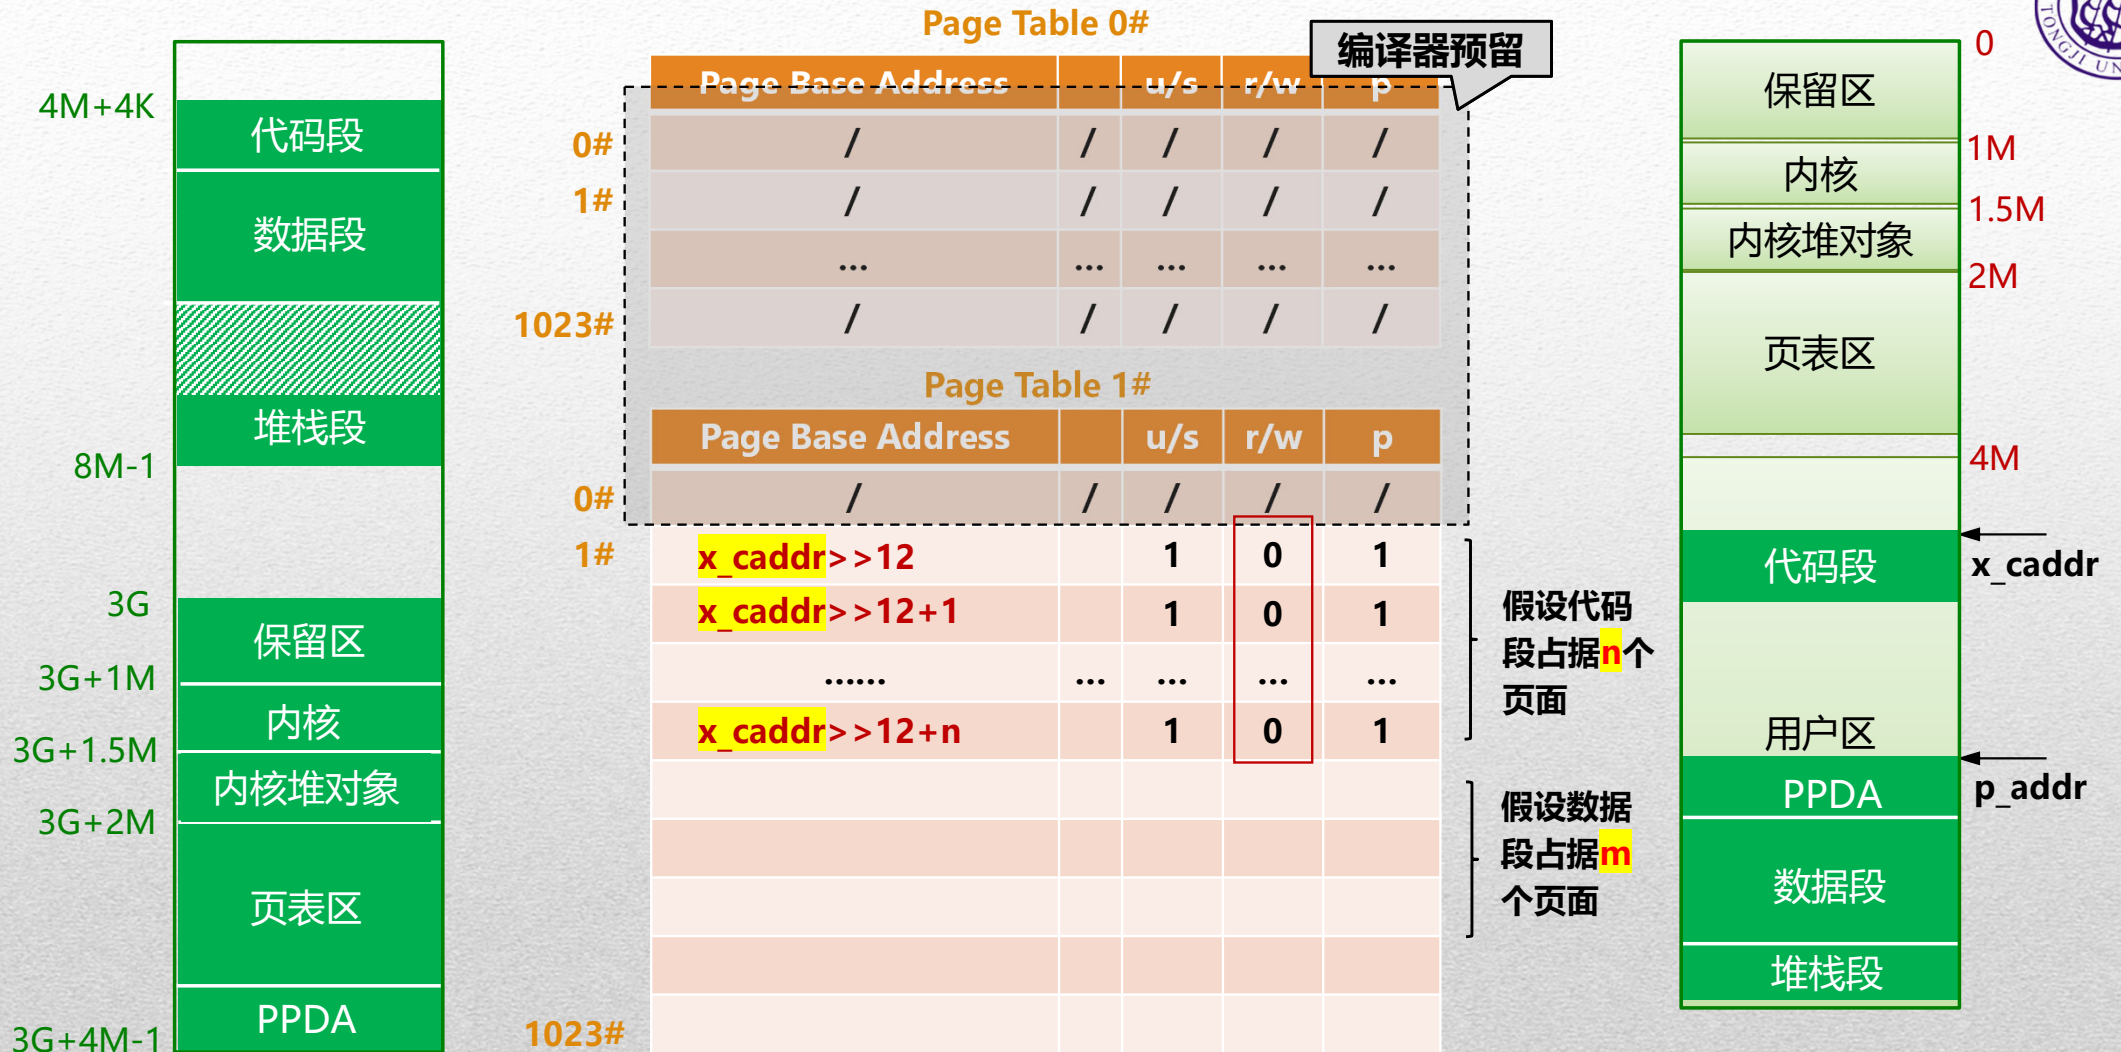 4M+4K
代码段
数据段
堆栈段
8M-1
3G
保留区
3G+1M
内核
3G+1.5M
内核堆对象
3G+2M
页表区
PPDA
3G+4M-1
Page Table 0#
编译器预留
Page Base Address u/s r/w p
0# / / / / /
1# / / / / /
... ... ... ... ...
1023# / / / / /
Page Table 1#
Page Base Address u/s r/w p
0# / / / / /
1# x_caddr>>12 1 0 1
x_caddr>>12+1 1 0 1
...... ... ... ... ...
x_caddr>>12+n 1 0 1
1023#
假设代码
段占据n个
页面
假设数据
段占据m
个页面
0
保留区
1M
内核
1.5M
内核堆对象
2M
页表区
4M
代码段
x_caddr
用户区
p_addr
PPDA
数据段
堆栈段
TONGJI UN